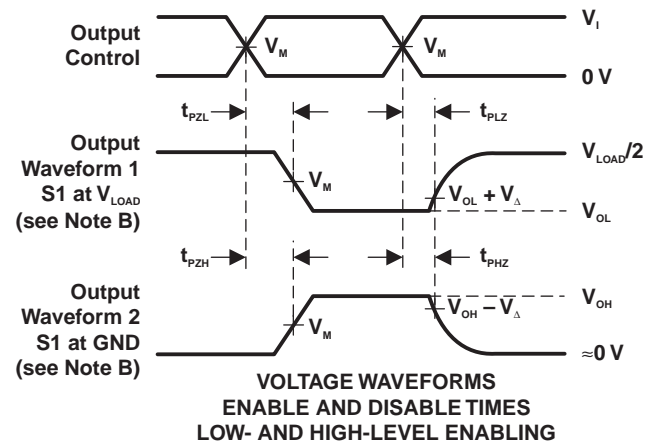 Output
Control
V_M
V_M
V_I
0 V
t_PZL
t_PLZ
Output
Waveform 1
S1 at V_LOAD
(see Note B)
V_M
V_OL + V_Δ
V_LOAD/2
V_OL
t_PZH
t_PHZ
Output
Waveform 2
S1 at GND
(see Note B)
V_M
V_OH − V_Δ
V_OH
≈0 V
VOLTAGE WAVEFORMS
ENABLE AND DISABLE TIMES
LOW- AND HIGH-LEVEL ENABLING